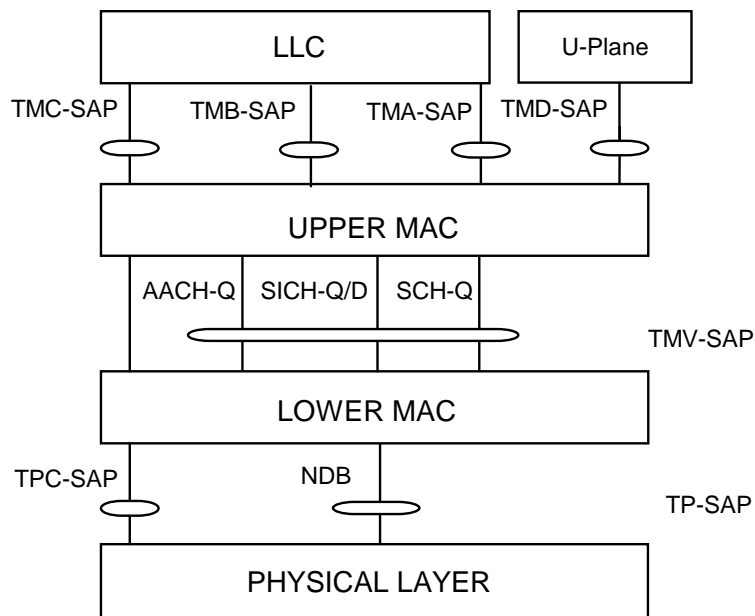 LLC
U-Plane
TMC-SAP
TMB-SAP
TMA-SAP
TMD-SAP
UPPER MAC
AACH-Q
SICH-Q/D
SCH-Q
TMV-SAP
LOWER MAC
TPC-SAP
NDB
TP-SAP
PHYSICAL LAYER